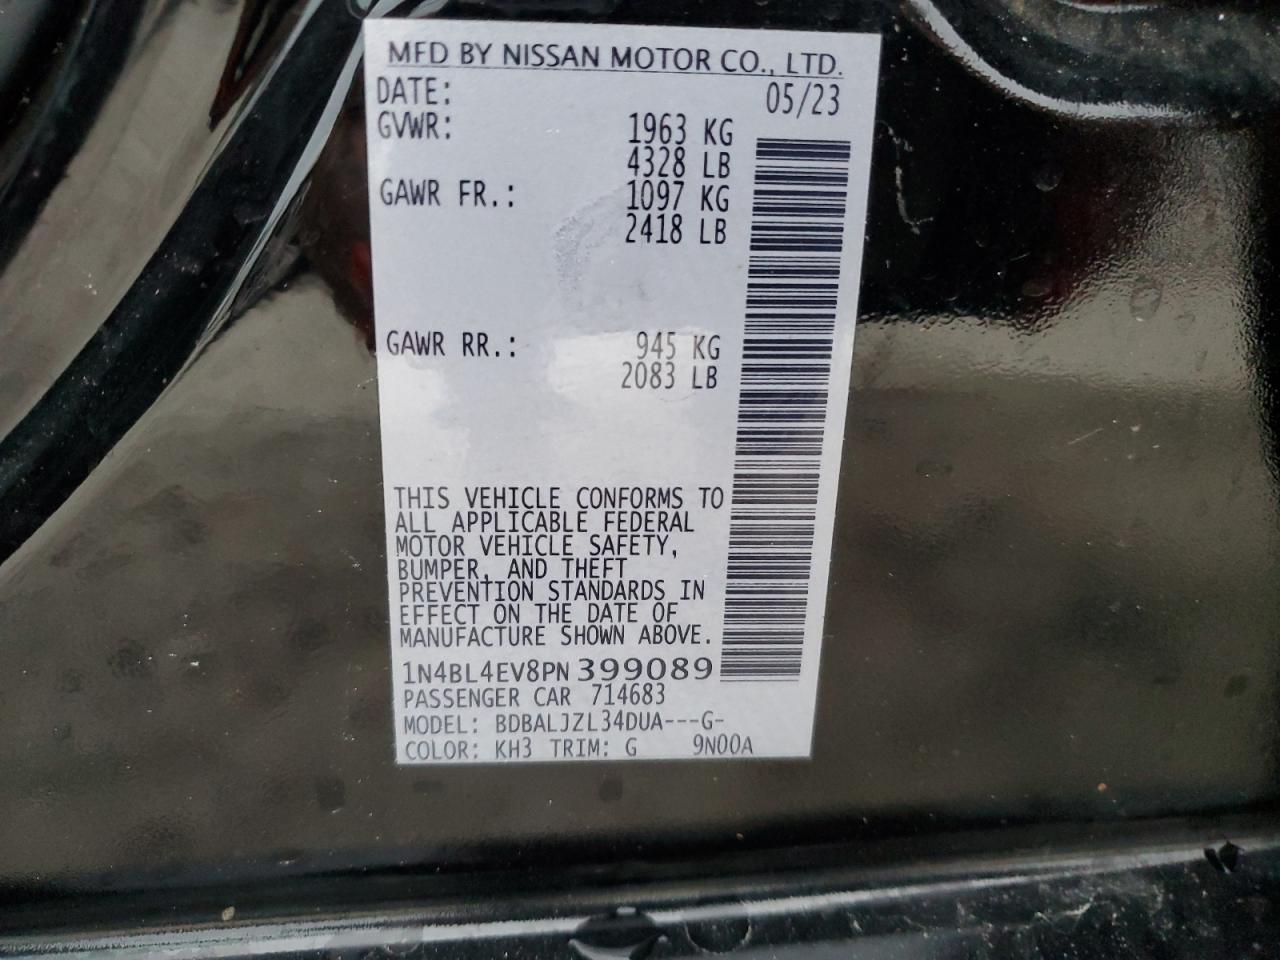 MFD BY NISSAN MOTOR CO., LTD.
DATE: 05/23
GVWR: 1963 KG
4328 LB
GAWR FR.: 1097 KG
2418 LB
GAWR RR.: 945 KG
2083 LB
THIS VEHICLE CONFORMS TO
ALL APPLICABLE FEDERAL
MOTOR VEHICLE SAFETY,
BUMPER, AND THEFT
PREVENTION STANDARDS IN
EFFECT ON THE DATE OF
MANUFACTURE SHOWN ABOVE.
1N4BL4EV8PN399089
PASSENGER CAR 714683
MODEL: BDBALJZL34DUA---G-
COLOR: KH3 TRIM: G 9N00A